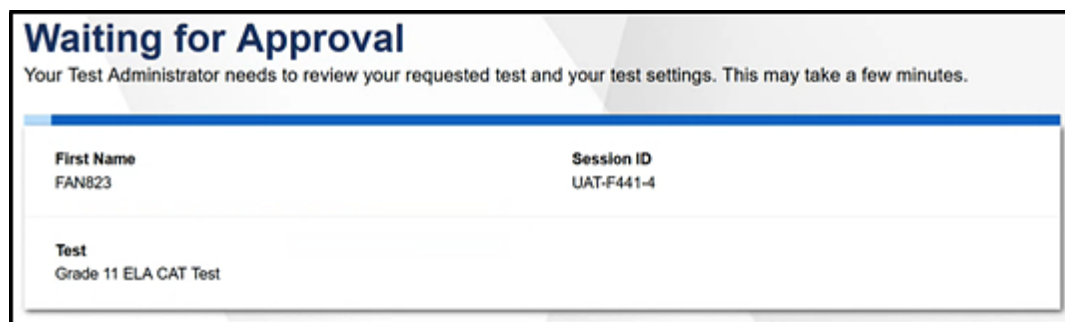 Waiting for Approval
Your Test Administrator needs to review your requested test and your test settings. This may take a few minutes.
First Name
FAN823
Session ID
UAT-F441-4
Test
Grade 11 ELA CAT Test